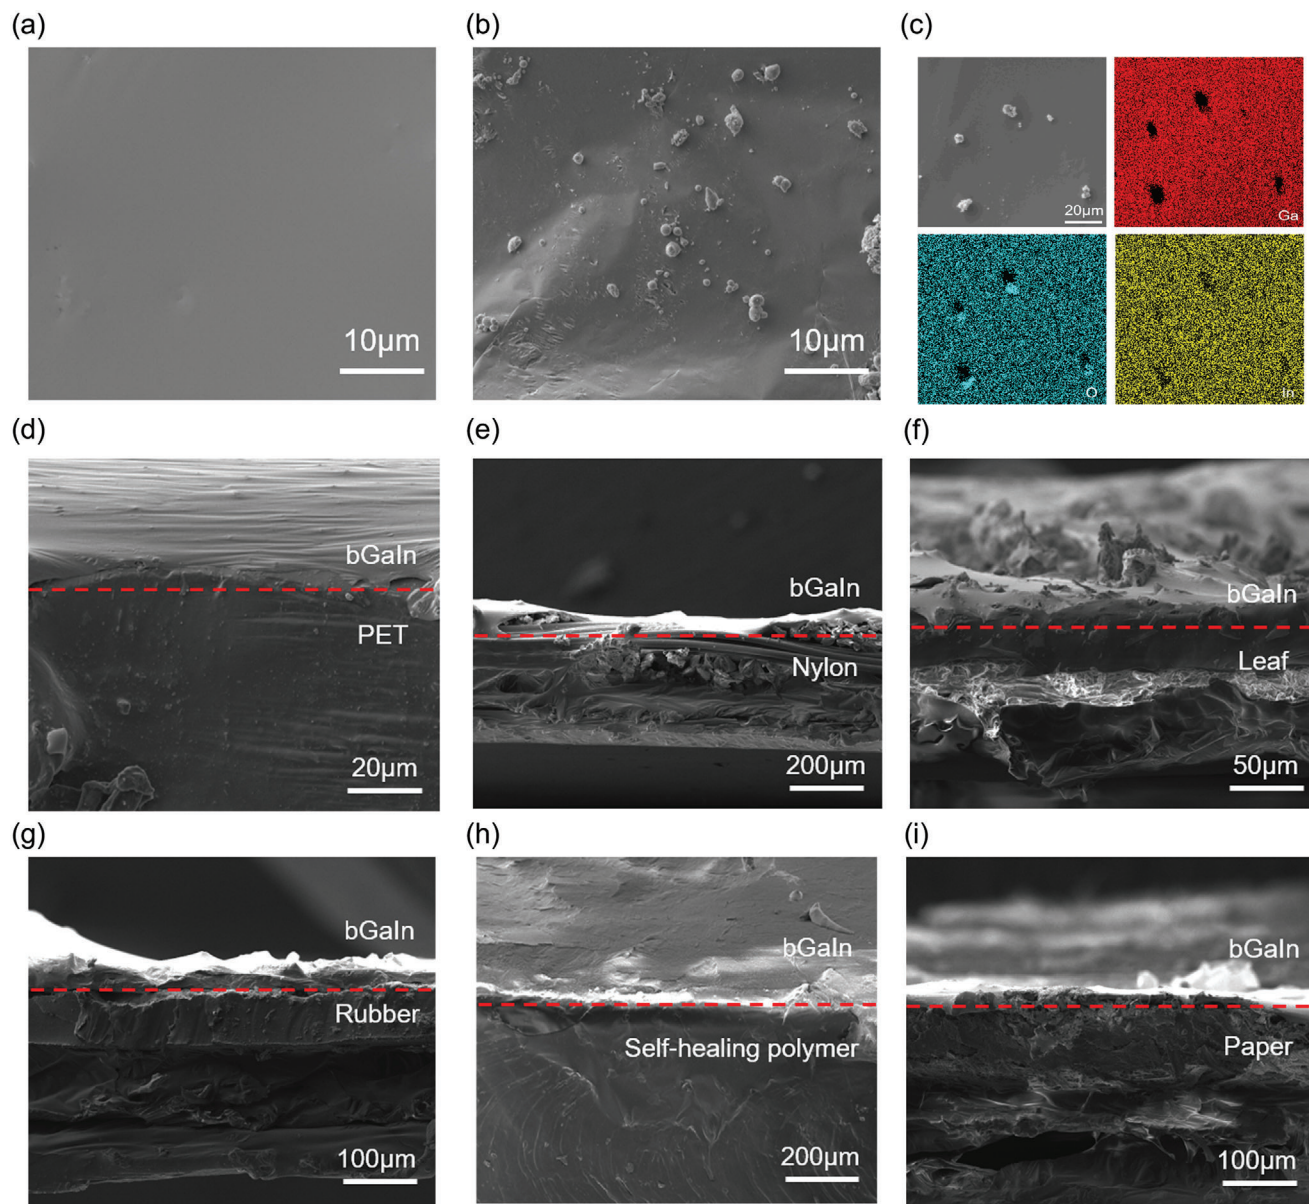 (a)
(b)
(c)
10µm
10µm
20µm
Ga
O
In
(d)
(e)
(f)
bGaIn
PET
20µm
bGaIn
Nylon
200µm
bGaIn
Leaf
50µm
(g)
(h)
(i)
bGaIn
Rubber
100µm
bGaIn
Self-healing polymer
200µm
bGaIn
Paper
100µm